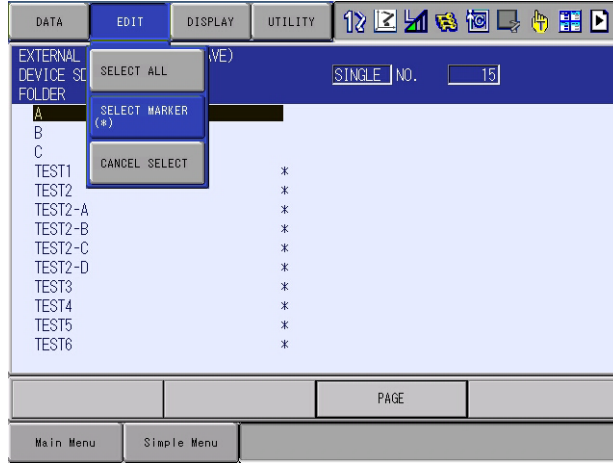 DATA EDIT DISPLAY UTILITY
EXTERNAL VE)
DEVICE SD SINGLE NO. 15
FOLDER
SELECT ALL
SELECT MARKER
(*)
CANCEL SELECT
A
B
C
TEST1 *
TEST2 *
TEST2-A *
TEST2-B *
TEST2-C *
TEST2-D *
TEST3 *
TEST4 *
TEST5 *
TEST6 *
PAGE
Main Menu Simple Menu